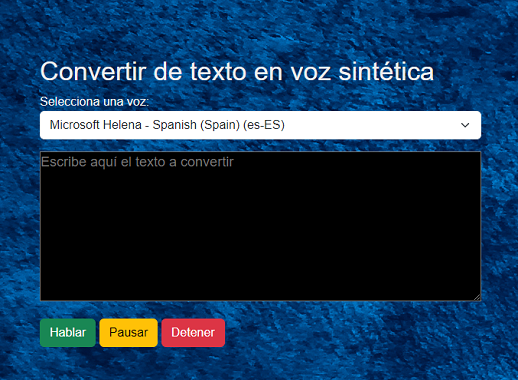 Convertir de texto en voz sintética
Selecciona una voz:
Microsoft Helena - Spanish (Spain) (es-ES)
Escribe aquí el texto a convertir
Hablar Pausar Detener